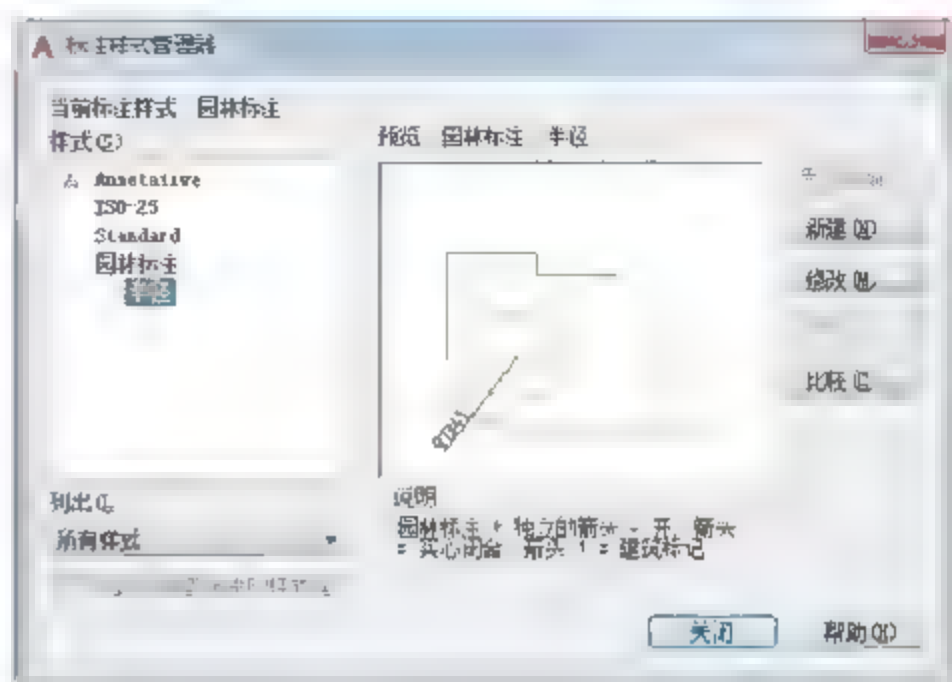 标注样式管理器
当前标注样式 园林标注
样式(S)
Annotative
ISO-25
Standard
园林标注
半径
预览 园林标注 半径
新建(N)
修改(M)
比较(C)
列出(L)
所有样式
说明
园林标注 + 独立的箭头 = 开, 箭头
= 实心闭合 箭头 1 = 建筑标记
关闭
帮助(H)